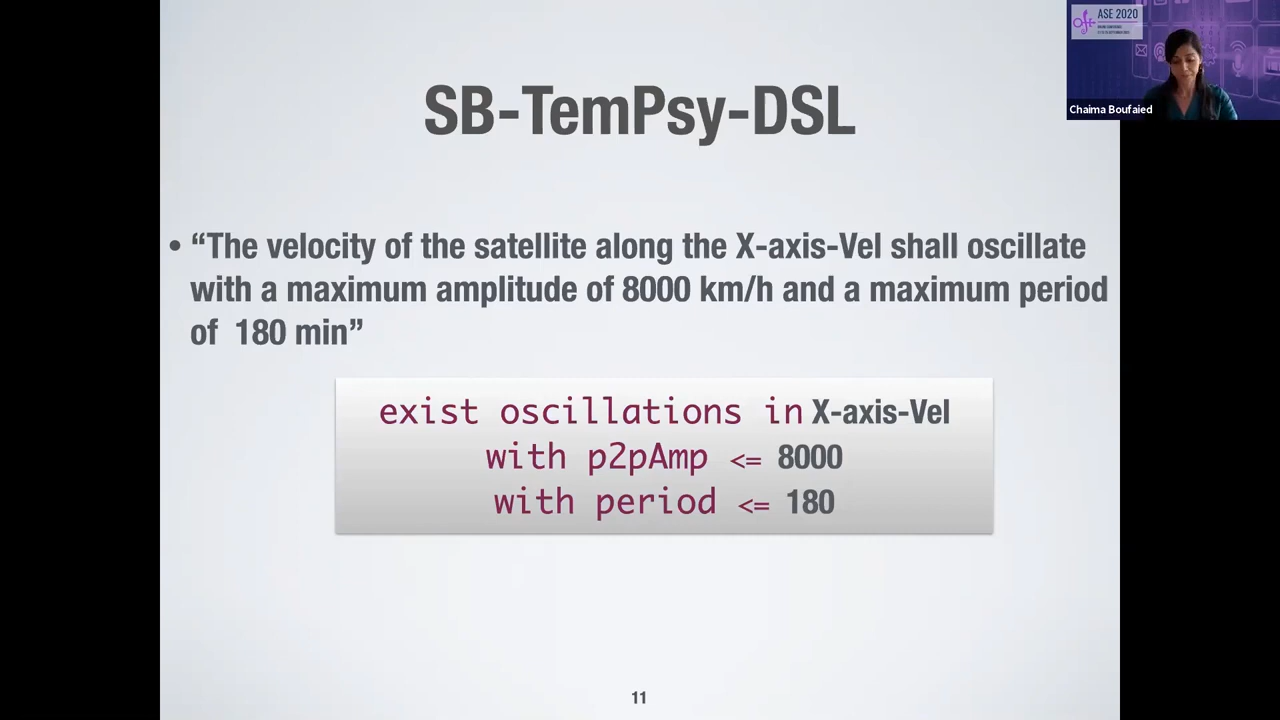 ASE 2020
Chaima Boufaied
SB-TemPsy-DSL
• “The velocity of the satellite along the X-axis-Vel shall oscillate
with a maximum amplitude of 8000 km/h and a maximum period
of 180 min”
exist oscillations in X-axis-Vel
with p2pAmp <= 8000
with period <= 180
11